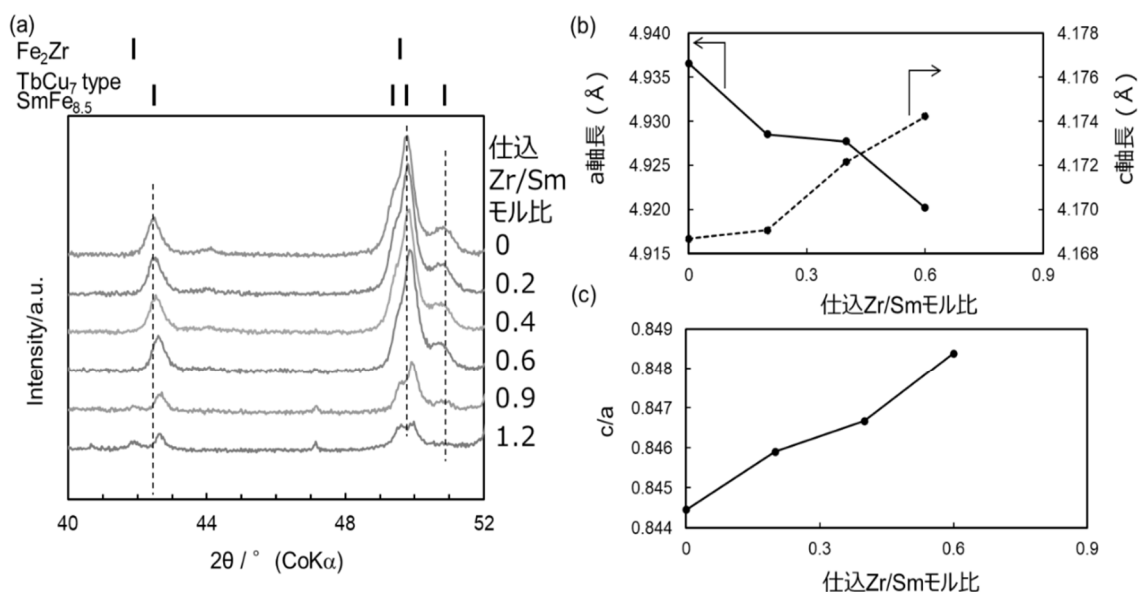 (a)
Fe₂Zr
TbCu₇ type
SmFe₈.₅
仕込
Zr/Sm
モル比
0
0.2
0.4
0.6
0.9
1.2
Intensity/a.u.
40 44 48 52
2θ / ° (CoKα)
(b)
4.940
4.935
4.930
4.925
4.920
4.915
a軸長 (Å)
4.178
4.176
4.174
4.172
4.170
4.168
c軸長 (Å)
0 0.3 0.6 0.9
仕込Zr/Smモル比
(c)
0.849
0.848
0.847
0.846
0.845
0.844
c/a
0 0.3 0.6 0.9
仕込Zr/Smモル比